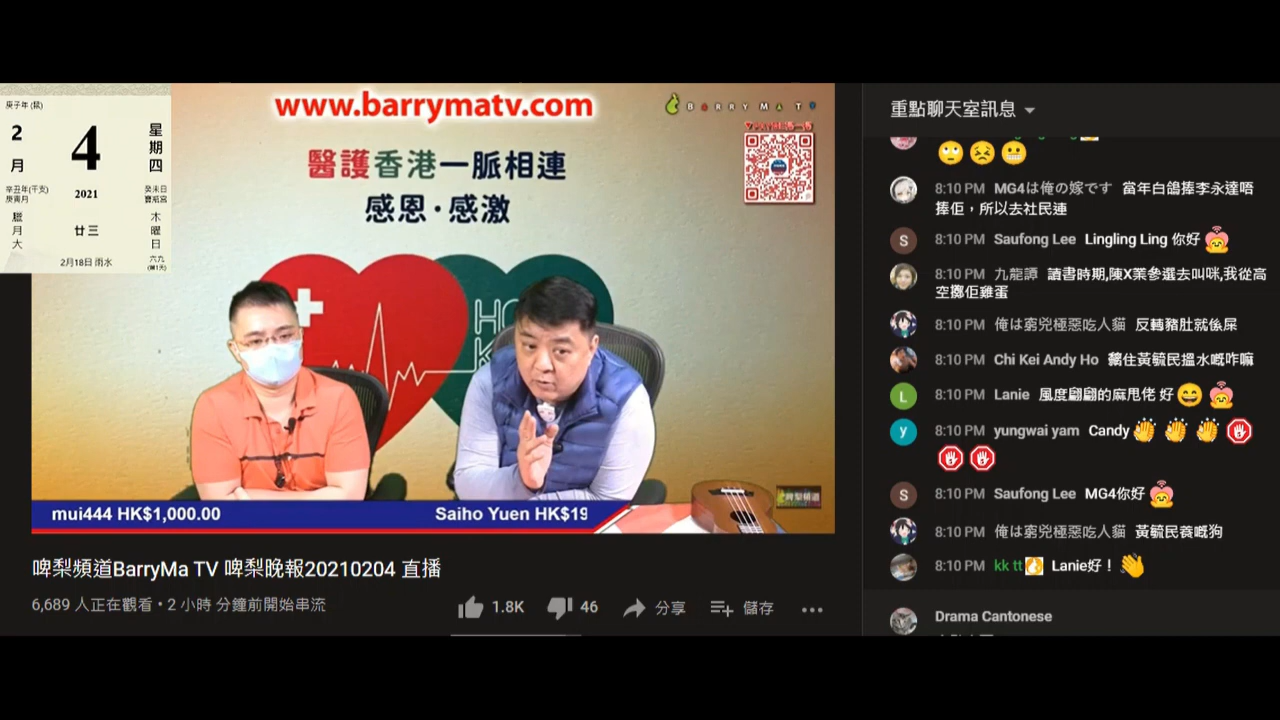 庚子年(鼠)
2
月
4
星期四
2021
辛丑年(干支)
庚寅月
癸未日
寶瓶宮
臘月大
廿三
木曜日
2月18日 雨水
六九
(第1天)
www.barrymatv.com
BARRYMATV
醫護香港一脈相連
感恩·感激
mui444 HK$1,000.00
Saiho Yuen HK$19
啤梨頻道
啤梨頻道BarryMa TV 啤梨晚報20210204 直播
6,689 人正在觀看 • 2 小時 分鐘前開始串流
1.8K
46
分享
儲存
重點聊天室訊息
8:10 PM MG4は俺の嫁です 當年白鴿捧李永達唔
捧佢，所以去社民連
S
8:10 PM Saufong Lee Lingling Ling 你好
8:10 PM 九龍譚 讀書時期,陳X業參選去叫咪,我從高
空擲佢雞蛋
8:10 PM 俺は窮兇極惡吃人貓 反轉豬肚就係屎
8:10 PM Chi Kei Andy Ho 黐住黃毓民搵水嘅咋嘛
L
8:10 PM Lanie 風度翩翩的麻甩佬 好
y
8:10 PM yungwai yam Candy
S
8:10 PM Saufong Lee MG4你好
8:10 PM 俺は窮兇極惡吃人貓 黃毓民養嘅狗
8:10 PM kk tt Lanie好！
Drama Cantonese